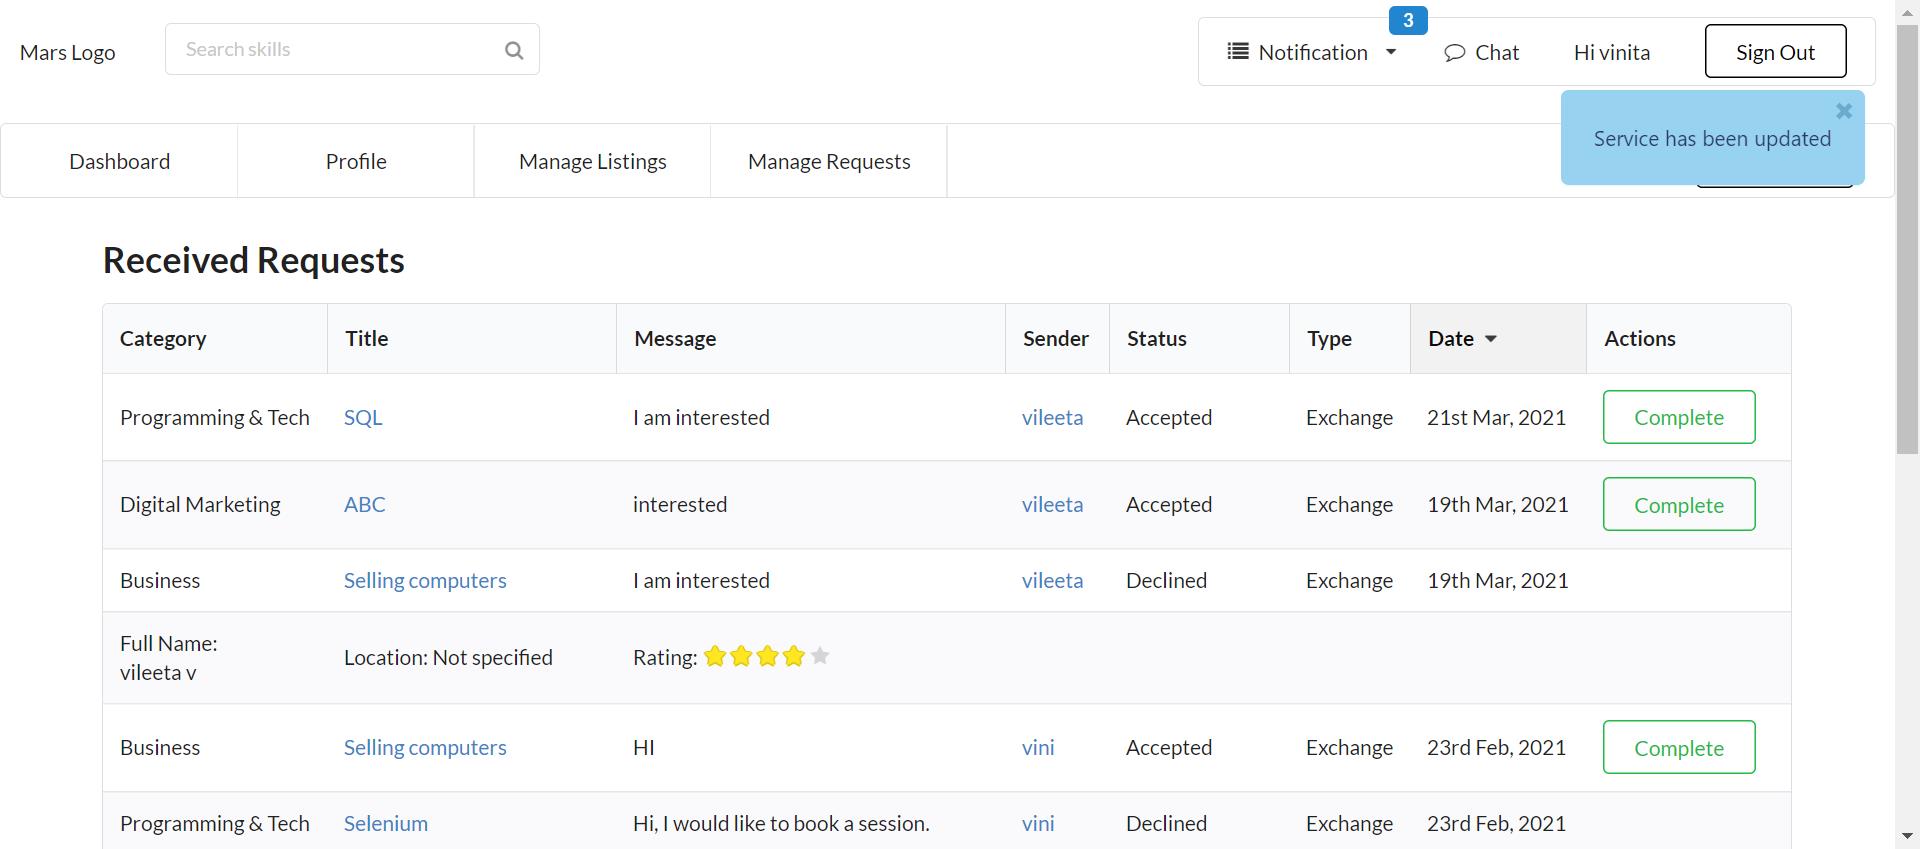 Mars Logo
Search skills
3
Notification
Chat
Hi vinita
Sign Out
Service has been updated
Dashboard
Profile
Manage Listings
Manage Requests
Received Requests
Category Title Message Sender Status Type Date Actions
Programming & Tech SQL I am interested vileeta Accepted Exchange 21st Mar, 2021 Complete
Digital Marketing ABC interested vileeta Accepted Exchange 19th Mar, 2021 Complete
Business Selling computers I am interested vileeta Declined Exchange 19th Mar, 2021
Full Name:
vileeta v
Location: Not specified
Rating:
Business Selling computers HI vini Accepted Exchange 23rd Feb, 2021 Complete
Programming & Tech Selenium Hi, I would like to book a session. vini Declined Exchange 23rd Feb, 2021